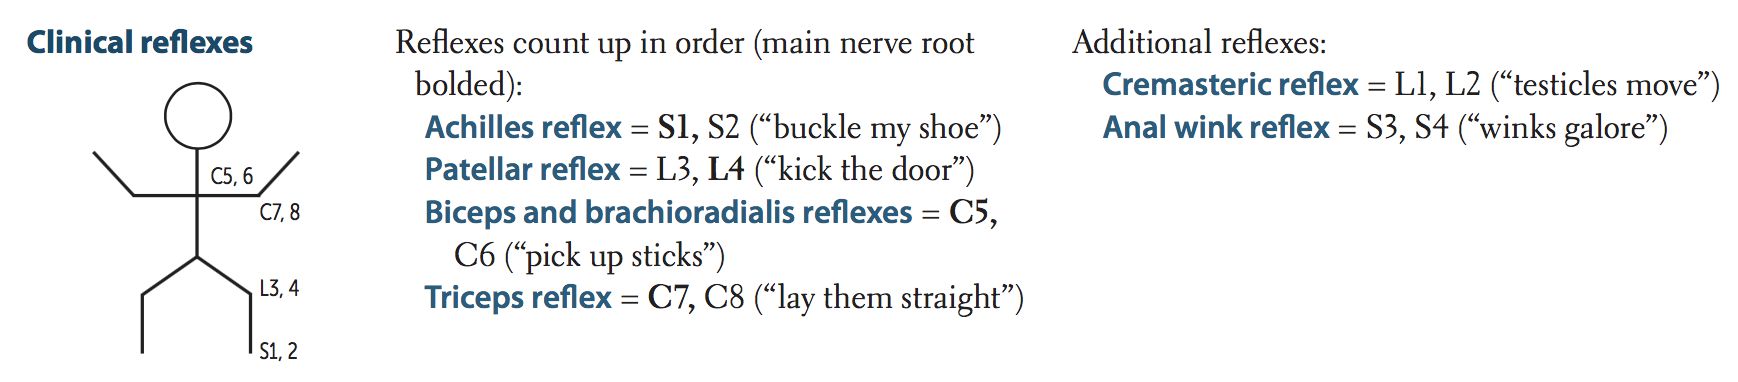 Clinical reflexes
C5, 6
C7, 8
L3, 4
S1, 2
Reflexes count up in order (main nerve root
bolded):
Achilles reflex = S1, S2 (“buckle my shoe”)
Patellar reflex = L3, L4 (“kick the door”)
Biceps and brachioradialis reflexes = C5,
C6 (“pick up sticks”)
Triceps reflex = C7, C8 (“lay them straight”)
Additional reflexes:
Cremasteric reflex = L1, L2 (“testicles move”)
Anal wink reflex = S3, S4 (“winks galore”)